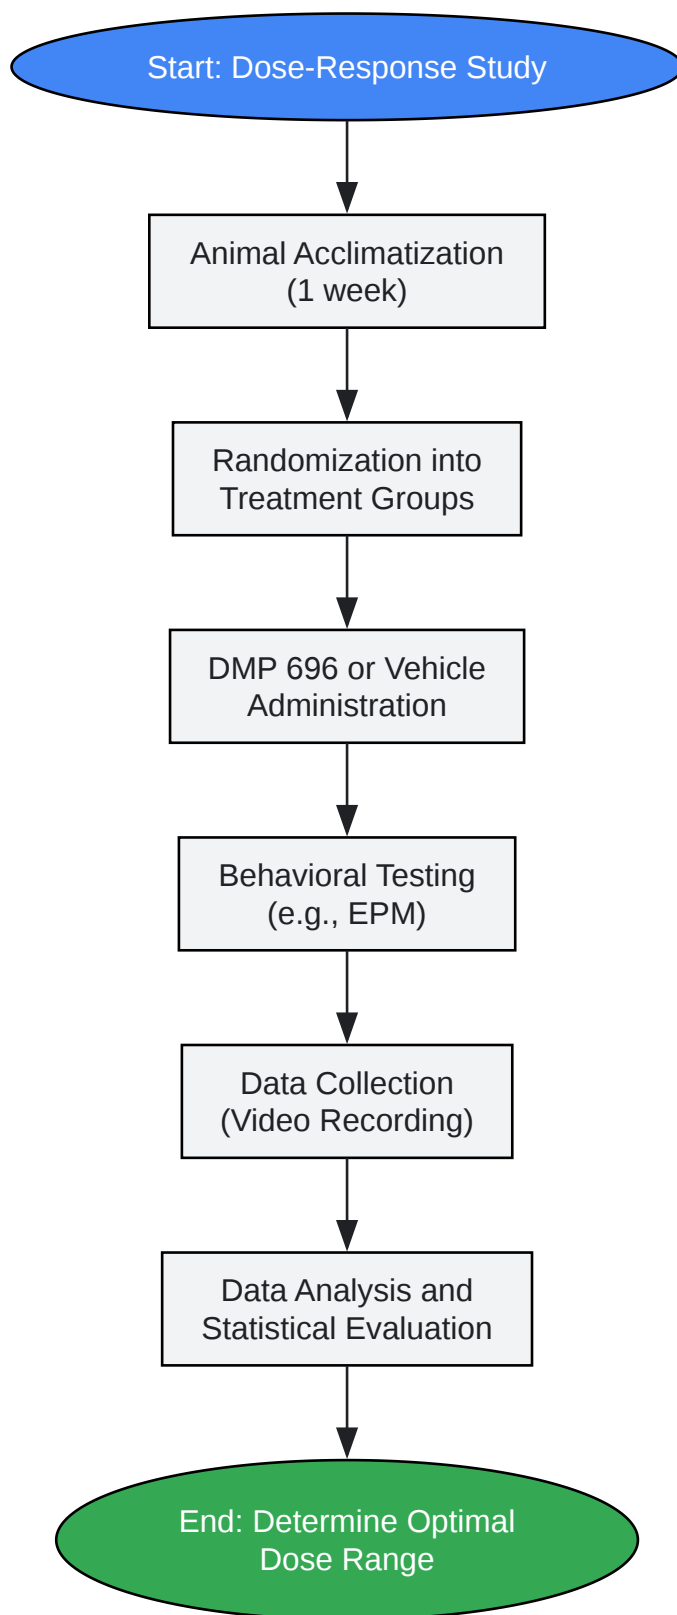 Start: Dose-Response Study
Animal Acclimatization
(1 week)
Randomization into
Treatment Groups
DMP 696 or Vehicle
Administration
Behavioral Testing
(e.g., EPM)
Data Collection
(Video Recording)
Data Analysis and
Statistical Evaluation
End: Determine Optimal
Dose Range